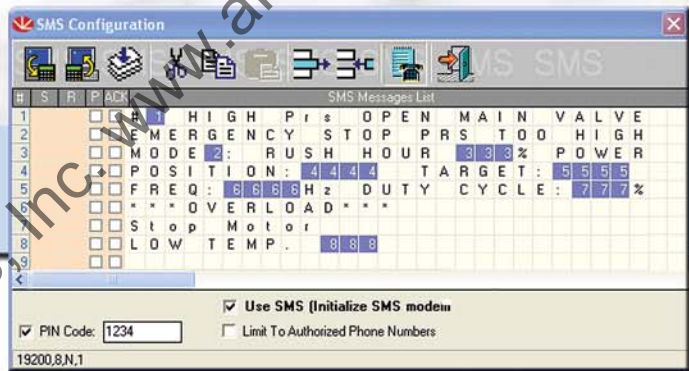 SMS Configuration
SMS SMS
# S R P ACK SMS Messages List
1 # 1 HIGH Prs OPEN MAIN VALVE
2 EMERGENCY STOP PRS TOO HIGH
3 MODE 2: RUSH HOUR 333% POWER
4 POSITION: 4444 TARGET: 5555
5 FREQ: 6666Hz DUTY CYCLE: 777%
6 * * * OVERLOAD * * *
7 Stop Motor
8 LOW TEMP. 888
9
Use SMS (Initialize SMS modem
PIN Code: 1234
Limit To Authorized Phone Numbers
19200,8,N,1
, Inc. www.a